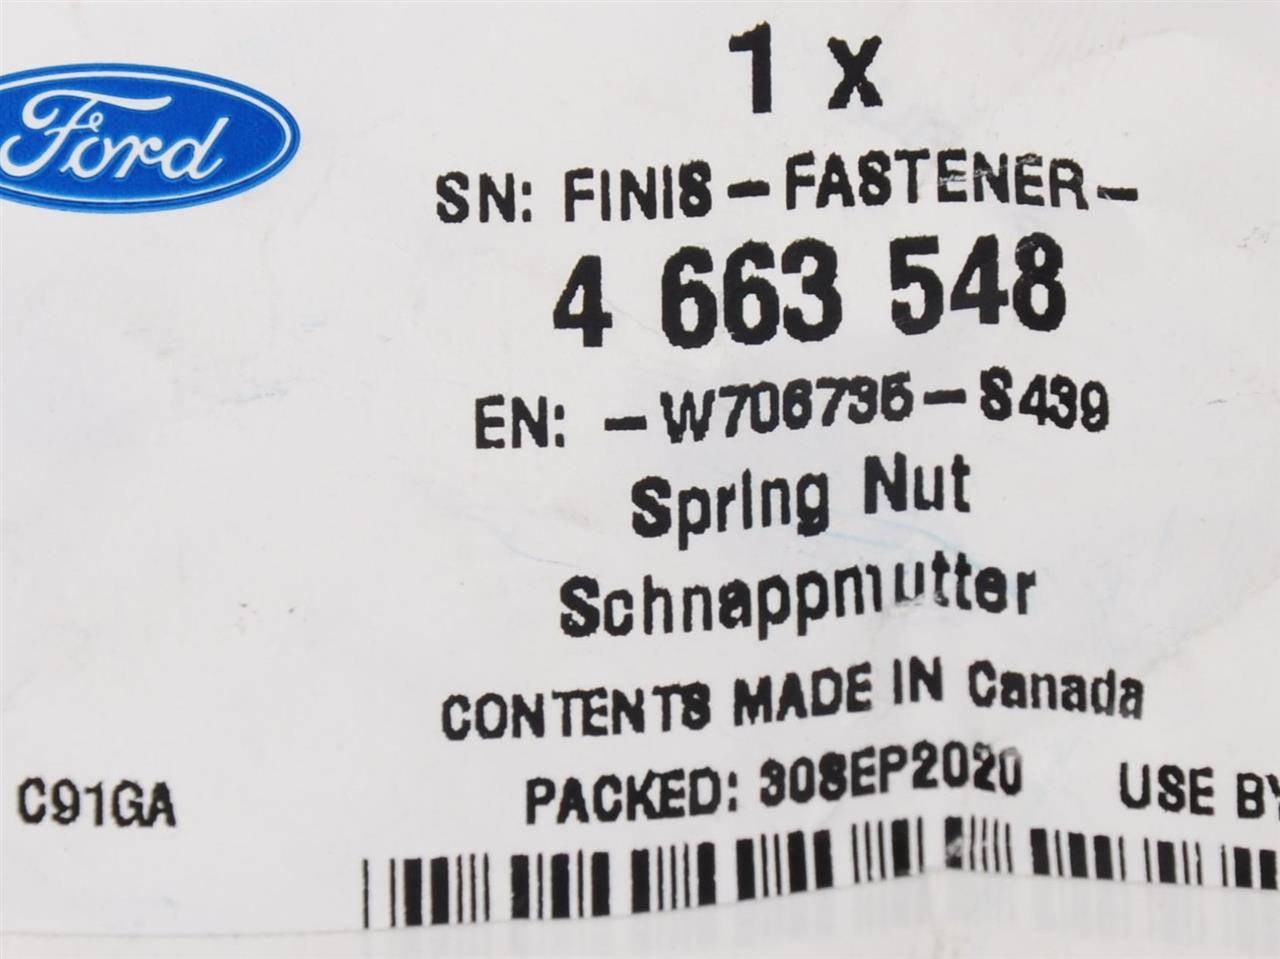 Ford
1 x
SN: FINIS-FASTENER-
4 663 548
EN: -W706735-S439
Spring Nut
Schnappmutter
CONTENTS MADE IN Canada
C91GA PACKED: 30SEP2020 USE BY